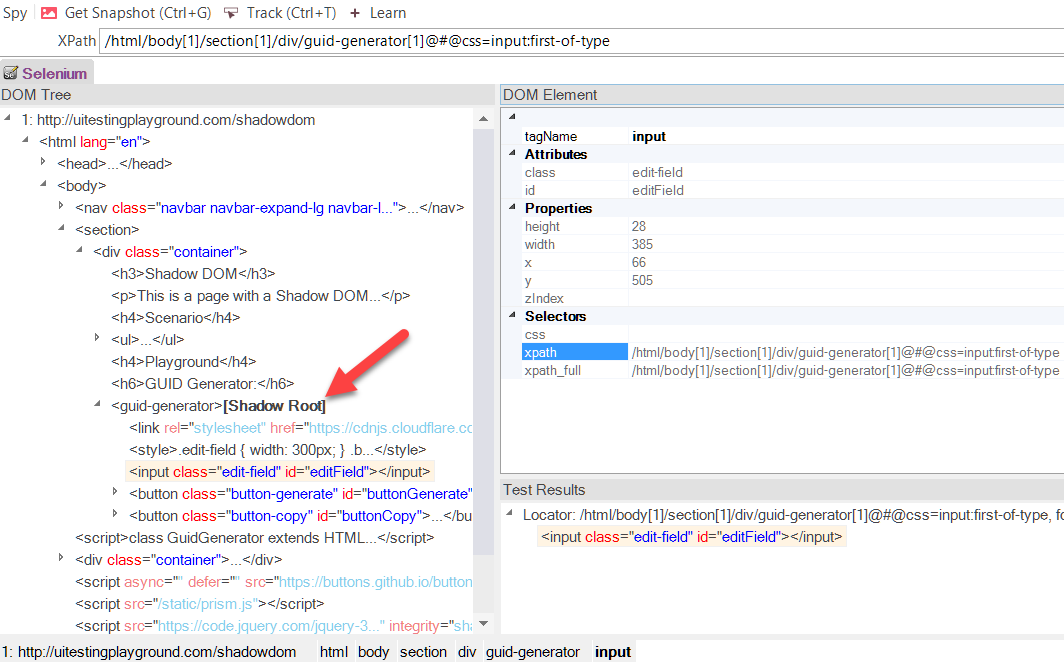 Spy Get Snapshot (Ctrl+G) Track (Ctrl+T) + Learn
XPath /html/body[1]/section[1]/div/guid-generator[1]@#@css=input:first-of-type
Selenium
DOM Tree
1: http://uitestingplayground.com/shadowdom
<html lang="en">
<head>...</head>
<body>
<nav class="navbar navbar-expand-lg navbar-l...">...</nav>
<section>
<div class="container">
<h3>Shadow DOM</h3>
<p>This is a page with a Shadow DOM...</p>
<h4>Scenario</h4>
<ul>...</ul>
<h4>Playground</h4>
<h6>GUID Generator:</h6>
<guid-generator>[Shadow Root]
<link rel="stylesheet" href="https://cdnjs.cloudflare.cc
<style>.edit-field { width: 300px; } .b...</style>
<input class="edit-field" id="editField"></input>
<button class="button-generate" id="buttonGenerate"
<button class="button-copy" id="buttonCopy">...</bu
<script>class GuidGenerator extends HTML...</script>
<div class="container">...</div>
<script async="" defer="" src="https://buttons.github.io/button
<script src="/static/prism.js"></script>
<script src="https://code.jquery.com/jquery-3..." integrity="sha
DOM Element
tagName input
Attributes
class edit-field
id editField
Properties
height 28
width 385
x 66
y 505
zIndex
Selectors
css
xpath /html/body[1]/section[1]/div/guid-generator[1]@#@css=input:first-of-type
xpath_full /html/body[1]/section[1]/div/guid-generator[1]@#@css=input:first-of-type
Test Results
Locator: /html/body[1]/section[1]/div/guid-generator[1]@#@css=input:first-of-type, fo
<input class="edit-field" id="editField"></input>
1: http://uitestingplayground.com/shadowdom html body section div guid-generator input